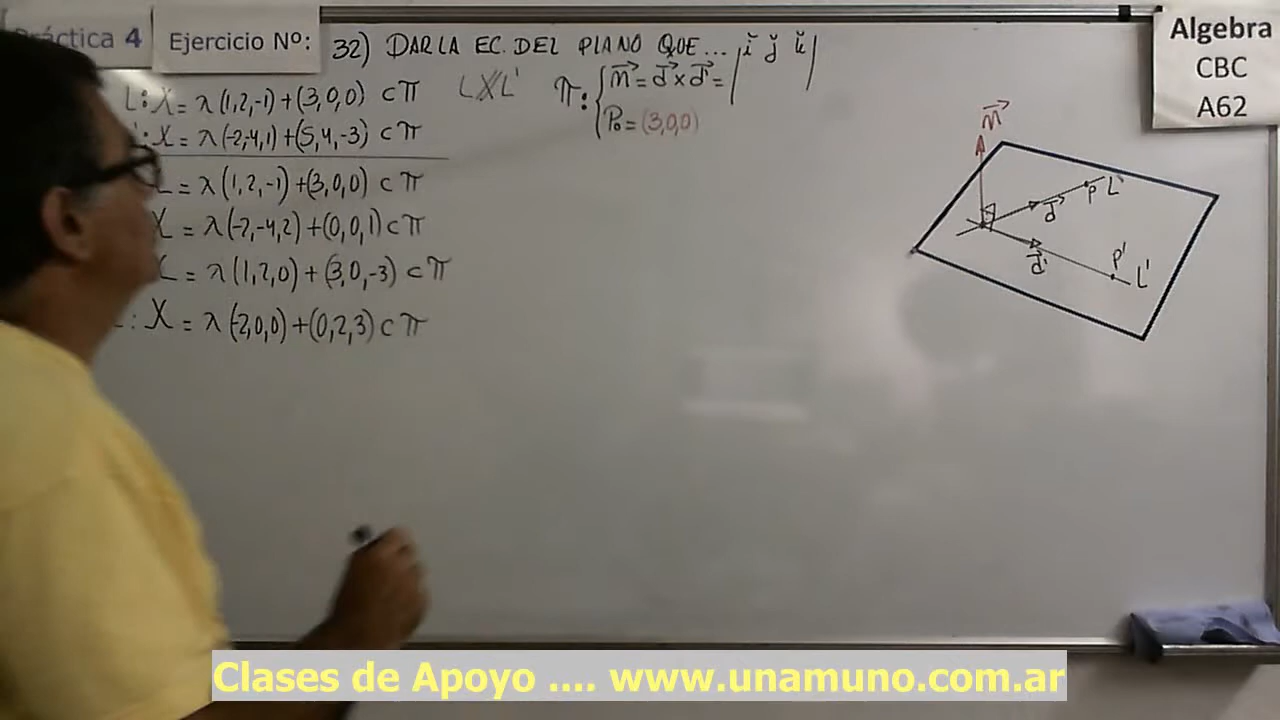 Práctica 4
Ejercicio Nº:
32) DAR LA EC. DEL PLANO QUE...
Algebra
CBC
A62
L: X = λ(1,2,-1)+(3,0,0) ⊂ π
: X = λ(-2,-4,1)+(5,4,-3) ⊂ π
= λ(1,2,-1)+(3,0,0) ⊂ π
X = λ(-2,-4,2)+(0,0,1) ⊂ π
= λ(1,2,0)+(3,0,-3) ⊂ π
: X = λ(-2,0,0)+(0,2,3) ⊂ π
L ∦ L'
π: { n⃗ = d⃗ × d⃗' = | i j k |
P₀ = (3,0,0)
n⃗
d⃗
P L
d⃗'
P'
L'
Clases de Apoyo .... www.unamuno.com.ar